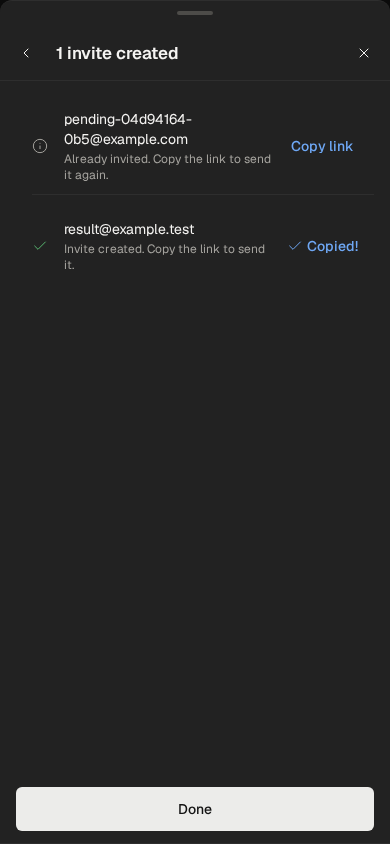 1 invite created
pending-04d94164-
0b5@example.com
Already invited. Copy the link to send
it again.
Copy link
result@example.test
Invite created. Copy the link to send
it.
Copied!
Done